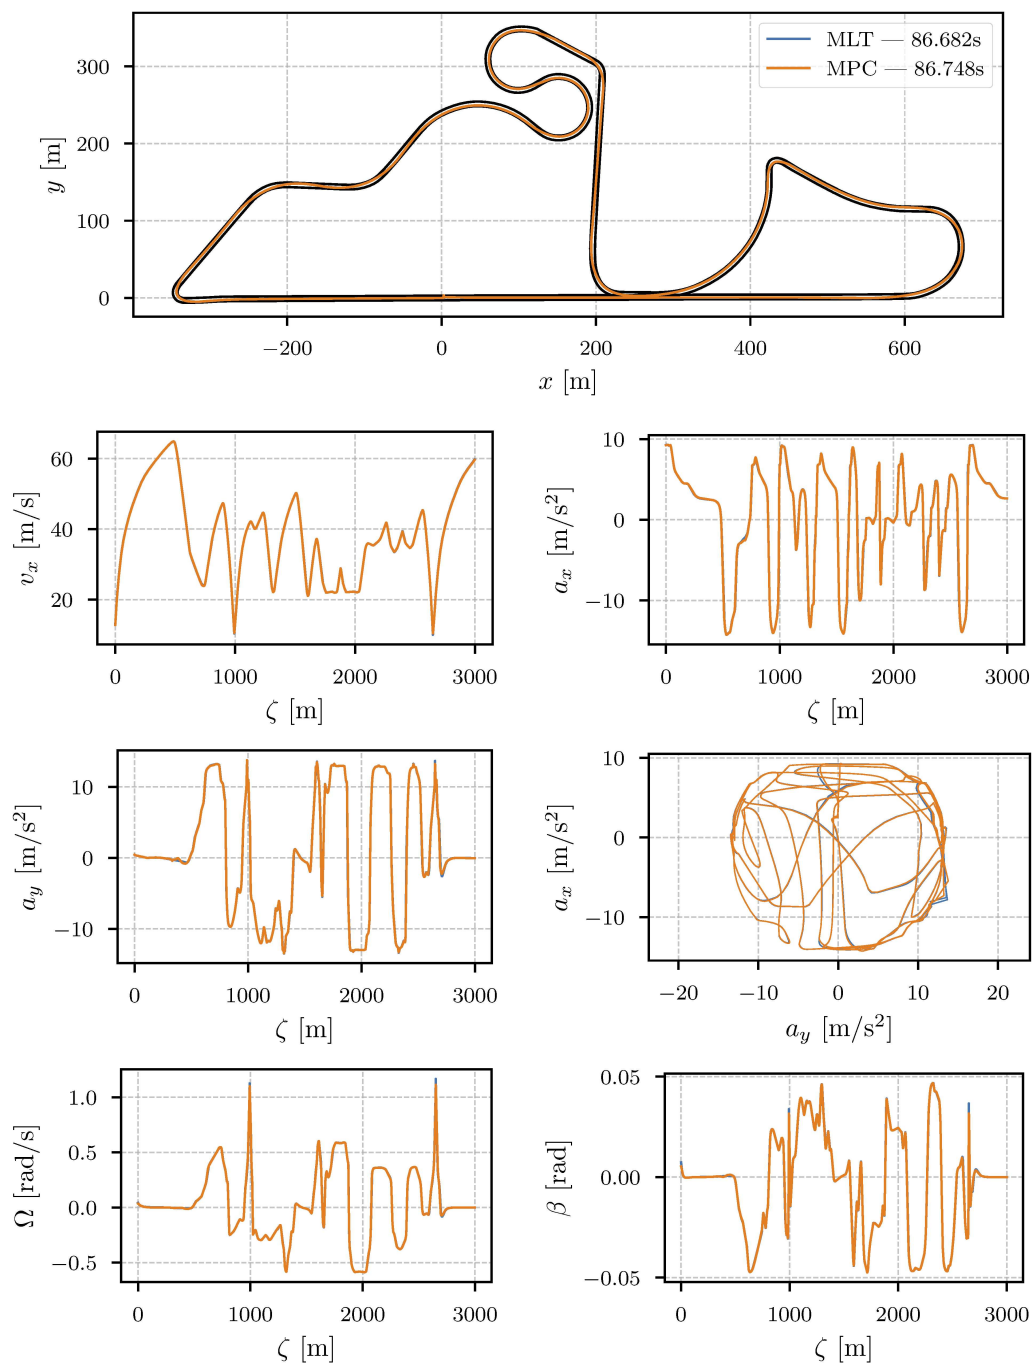 MLT — 86.682s
MPC — 86.748s
300
200
100
0
y [m]
−200 0 200 400 600
x [m]
60
40
20
v_x [m/s]
0 1000 2000 3000
ζ [m]
10
0
−10
a_x [m/s²]
0 1000 2000 3000
ζ [m]
10
0
−10
a_y [m/s²]
0 1000 2000 3000
ζ [m]
10
0
−10
a_x [m/s²]
−20 −10 0 10 20
a_y [m/s²]
1.0
0.5
0.0
−0.5
Ω [rad/s]
0 1000 2000 3000
ζ [m]
0.05
0.00
−0.05
β [rad]
0 1000 2000 3000
ζ [m]